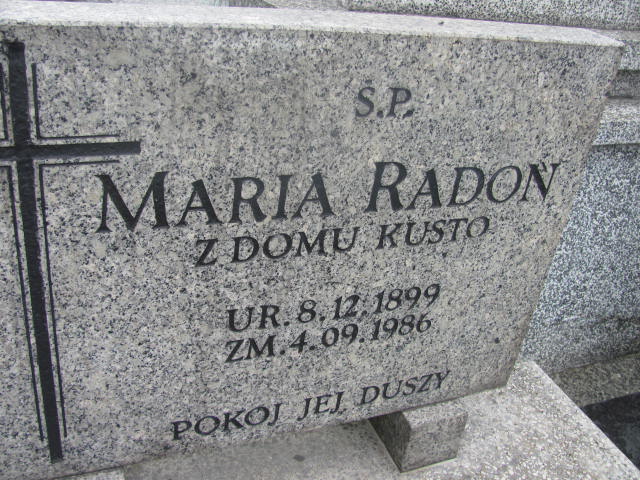 Ś.P.
MARIA RADOŃ
Z DOMU KUSTO
UR. 8.12.1899
ZM. 4.09.1986
POKÓJ JEJ DUSZY